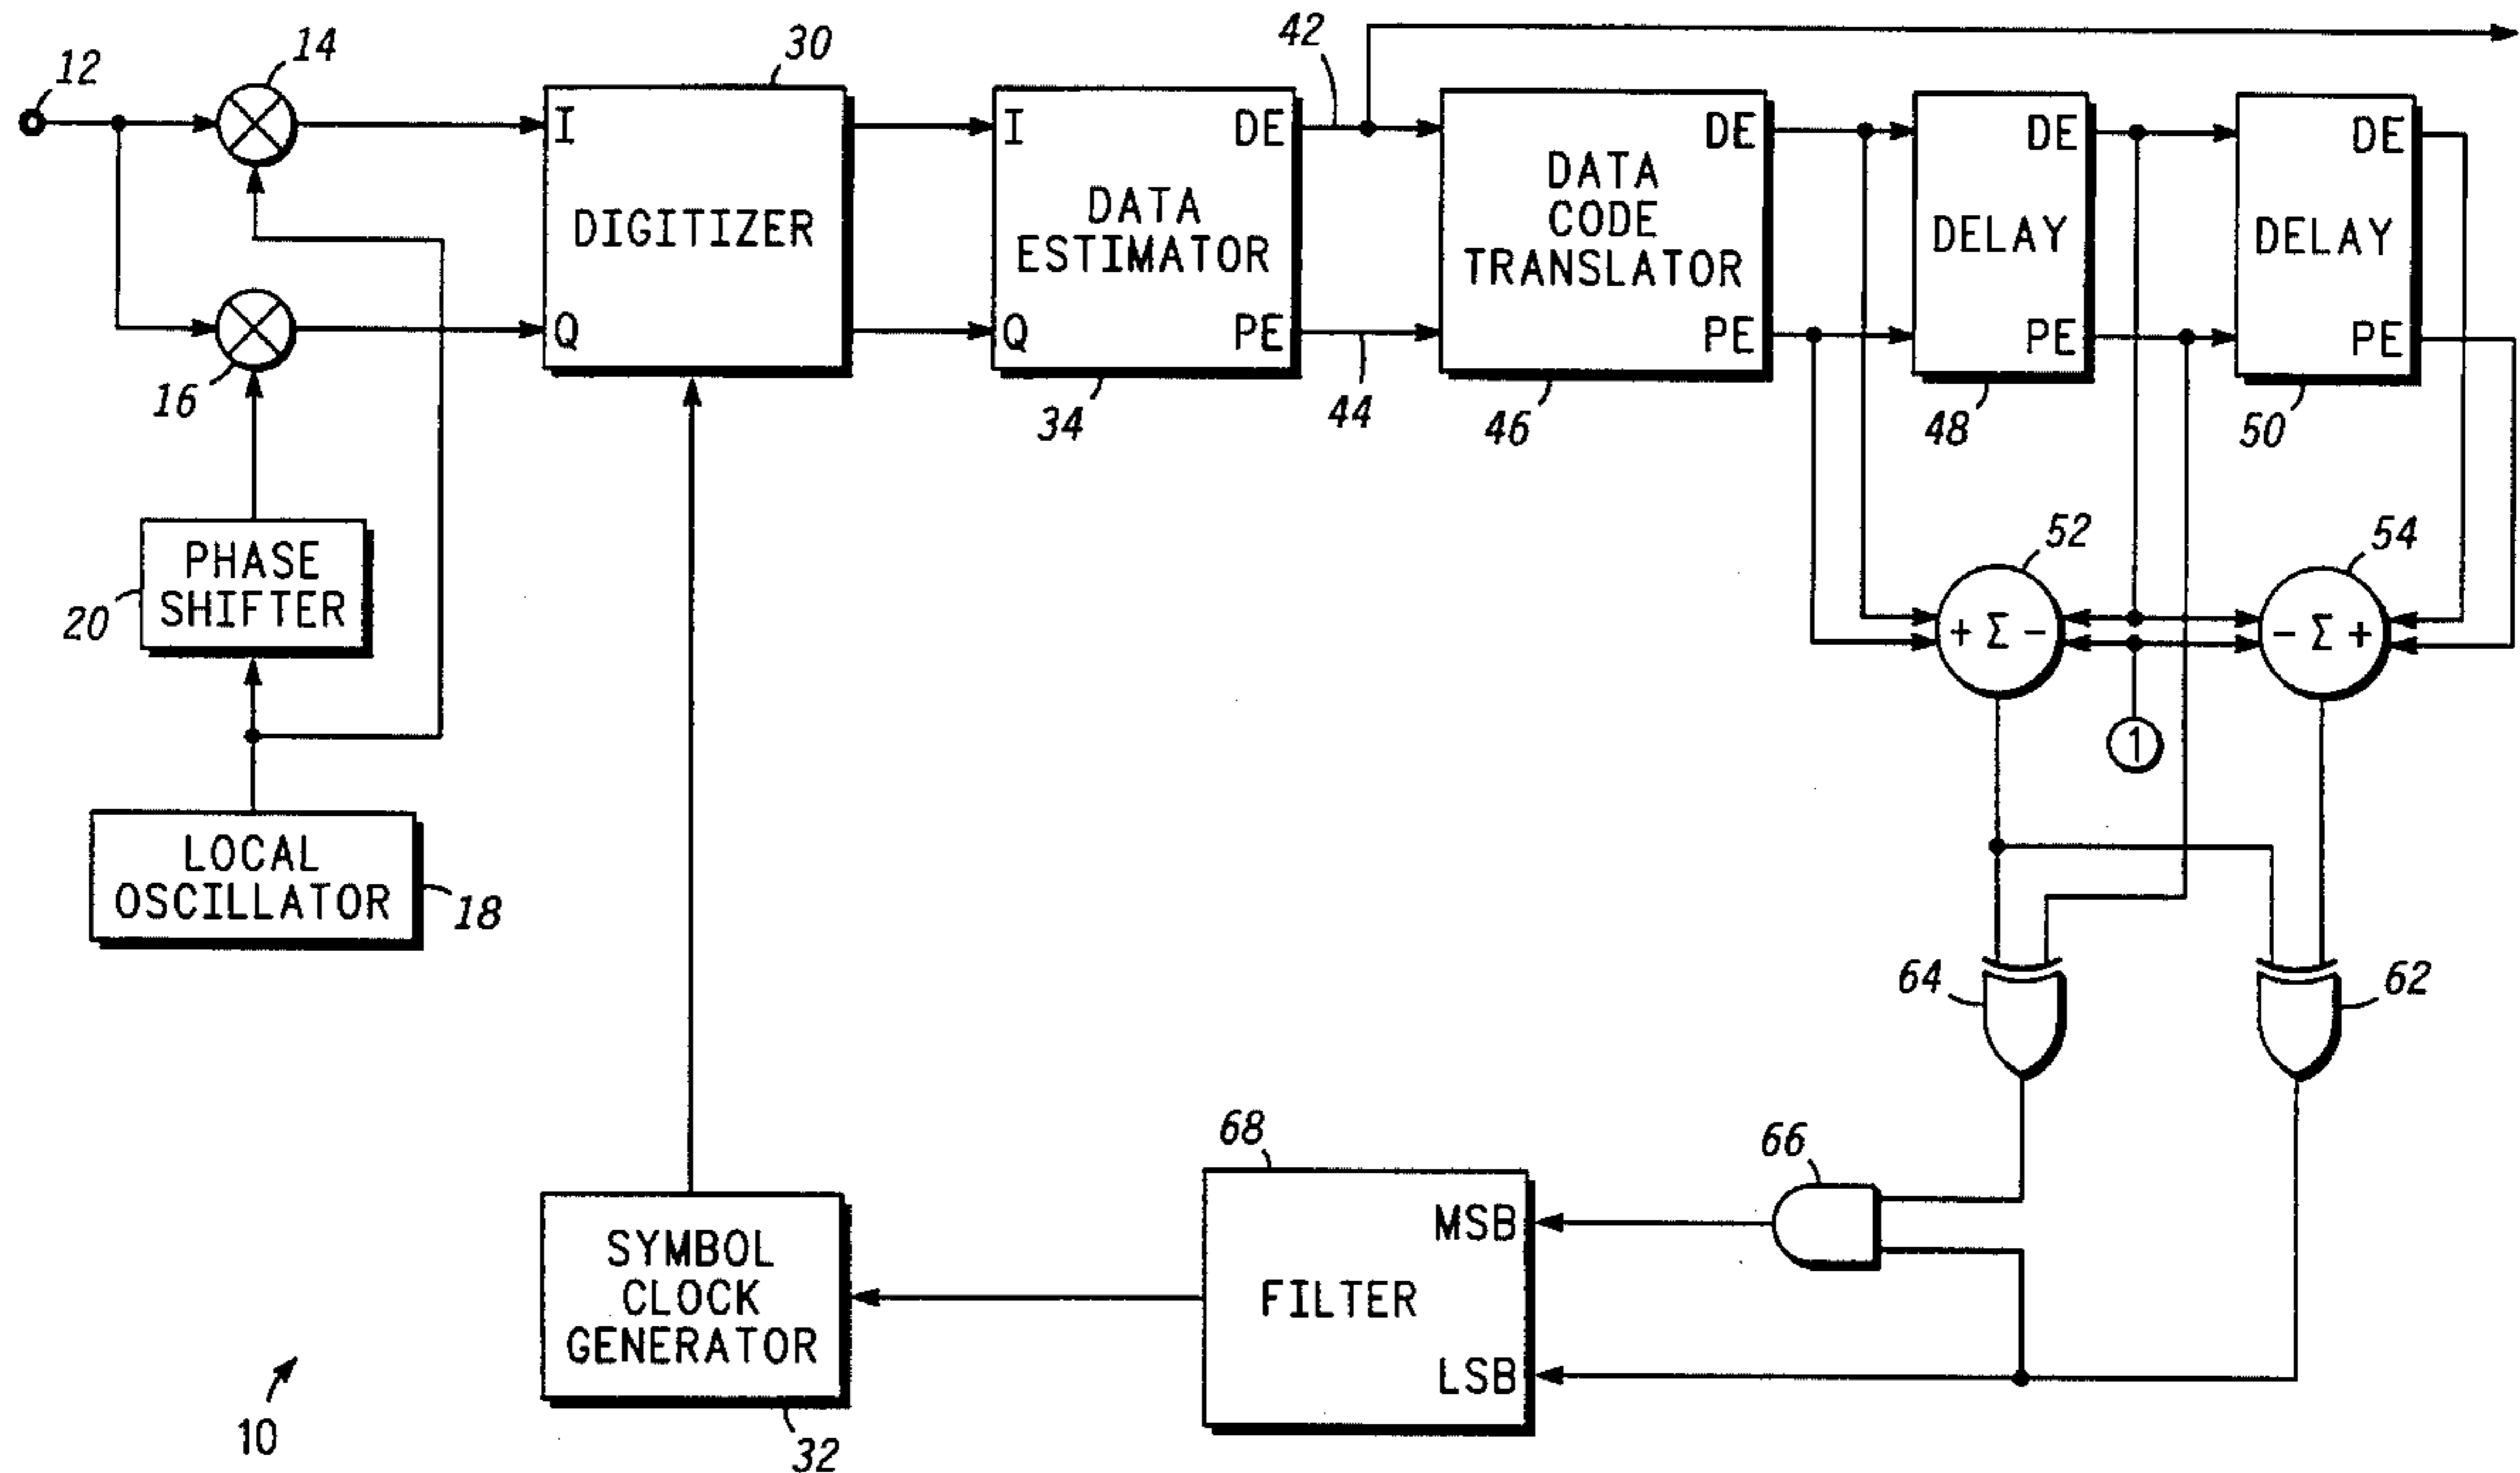 12
14
30
42
I
DIGITIZER
Q
I
DE
DATA
ESTIMATOR
Q
PE
DE
DATA
CODE
TRANSLATOR
PE
DE
DELAY
PE
DE
DELAY
PE
16
34
44
46
48
50
PHASE
SHIFTER
20
52
54
+ Σ -
- Σ +
1
LOCAL
OSCILLATOR
18
64
62
68
66
MSB
FILTER
LSB
SYMBOL
CLOCK
GENERATOR
32
10